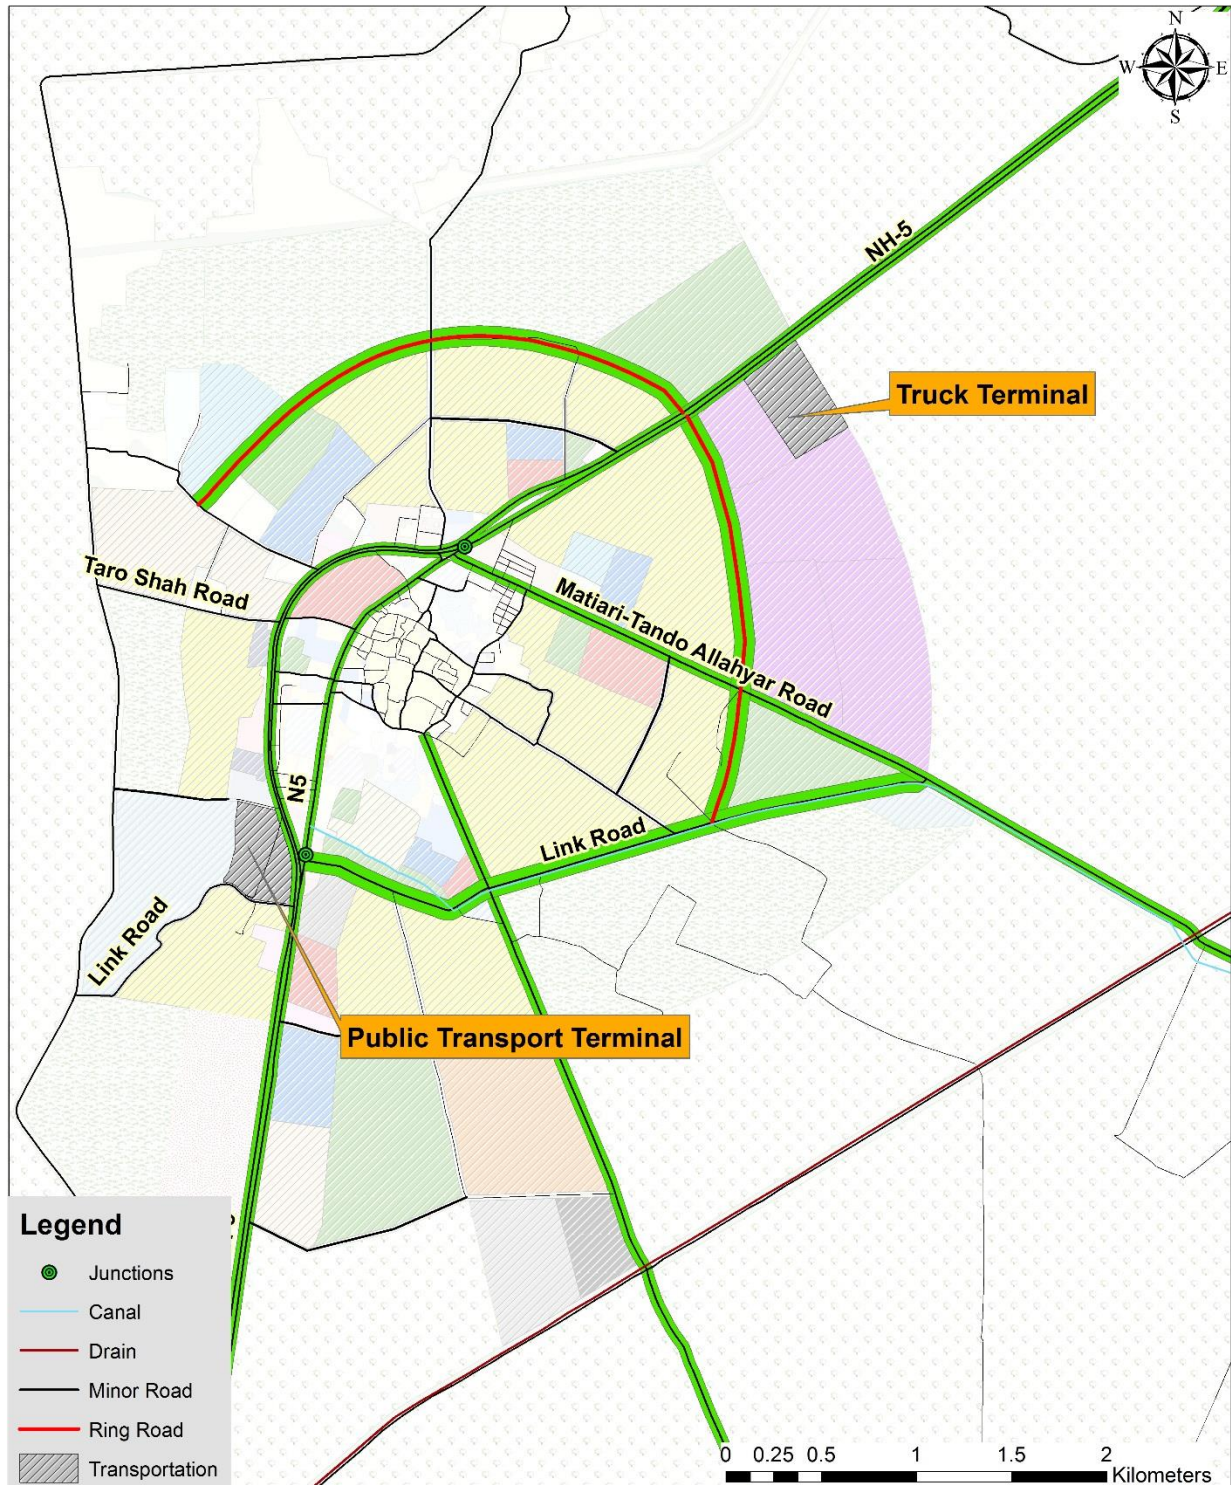 N
W
E
S
NH-5
Truck Terminal
Taro Shah Road
Matiari-Tando Allahyar Road
N5
Link Road
Link Road
Public Transport Terminal
Legend
Junctions
Canal
Drain
Minor Road
Ring Road
Transportation
0 0.25 0.5 1 1.5 2
Kilometers